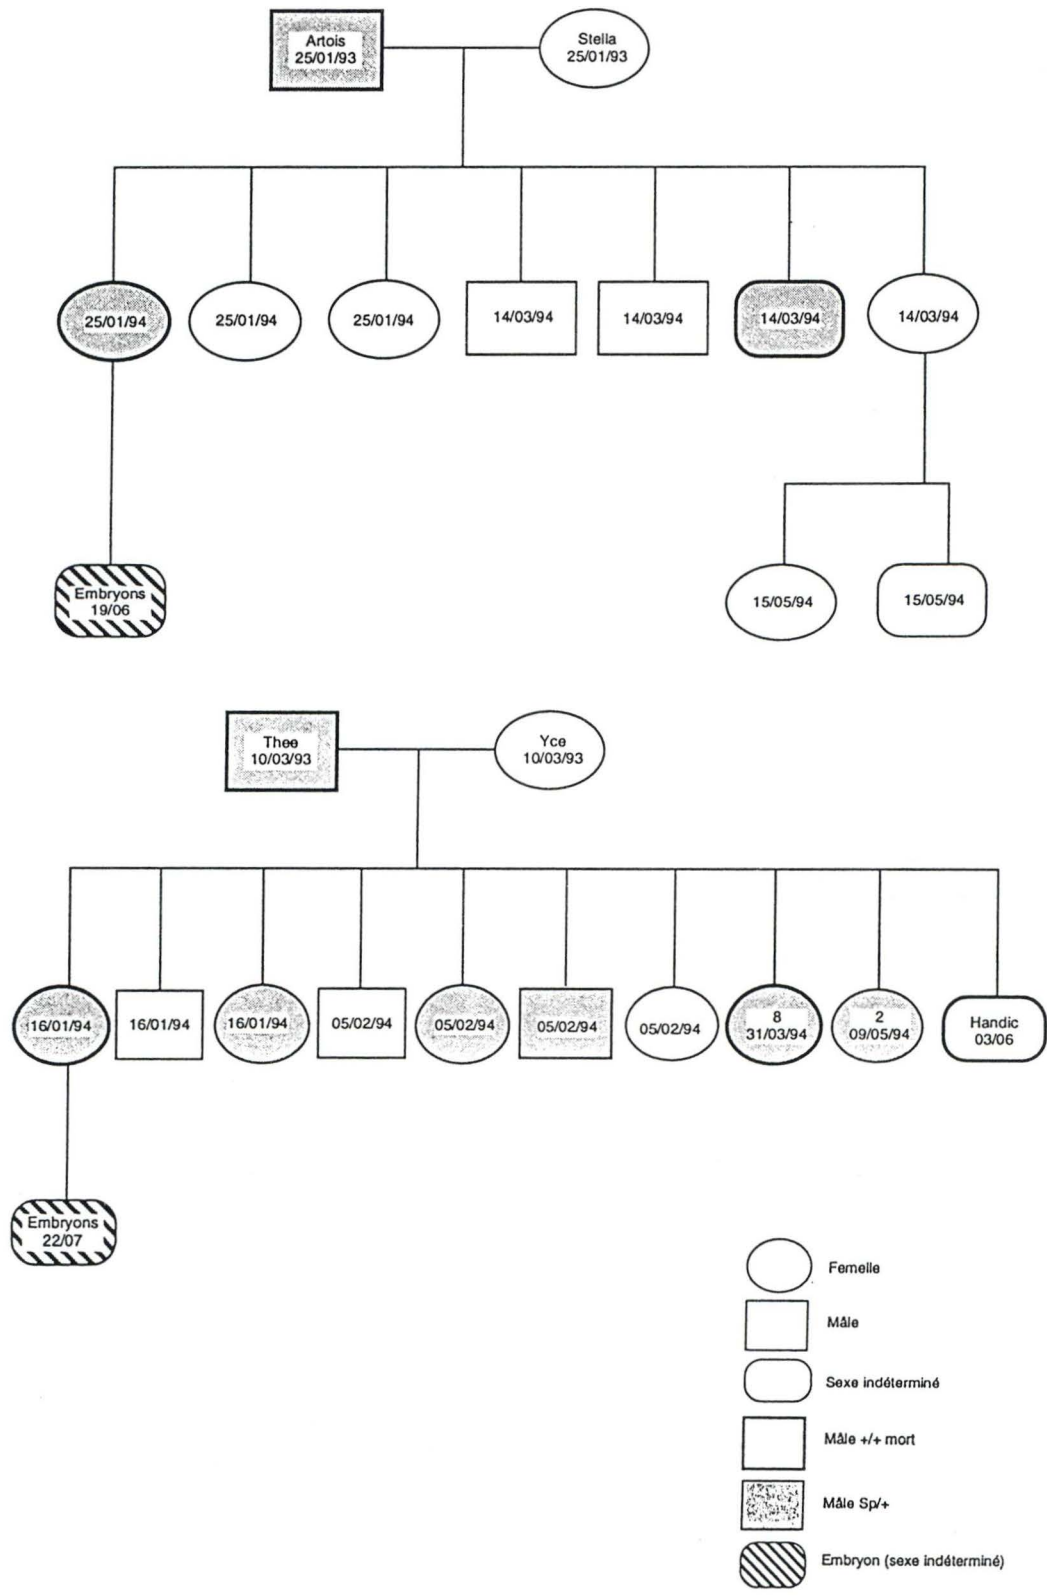 Artois
25/01/93
Stella
25/01/93
25/01/94
25/01/94
25/01/94
14/03/94
14/03/94
14/03/94
14/03/94
Embryons
19/06
15/05/94
15/05/94
Thee
10/03/93
Yce
10/03/93
16/01/94
16/01/94
16/01/94
05/02/94
05/02/94
05/02/94
05/02/94
8
31/03/94
2
09/05/94
Handic
03/06
Embryons
22/07
Femelle
Mâle
Sexe indéterminé
Mâle +/+ mort
Mâle Sp/+
Embryon (sexe indéterminé)